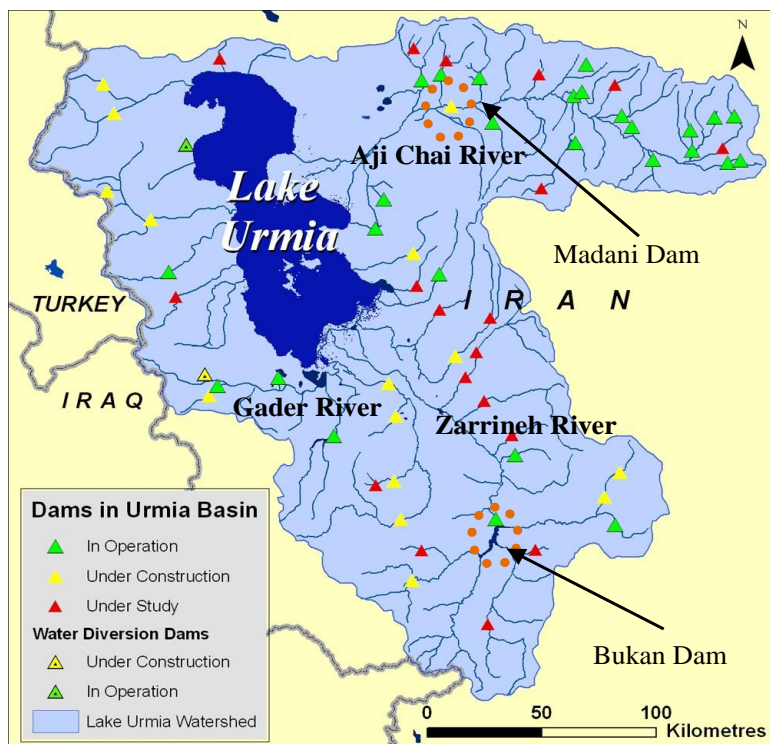 N
Aji Chai River
Lake
Urmia
Madani Dam
TURKEY
I R A N
IRAQ
Gader River
Zarrineh River
Dams in Urmia Basin
In Operation
Under Construction
Under Study
Water Diversion Dams
Under Construction
In Operation
Lake Urmia Watershed
Bukan Dam
0 50 100
Kilometres